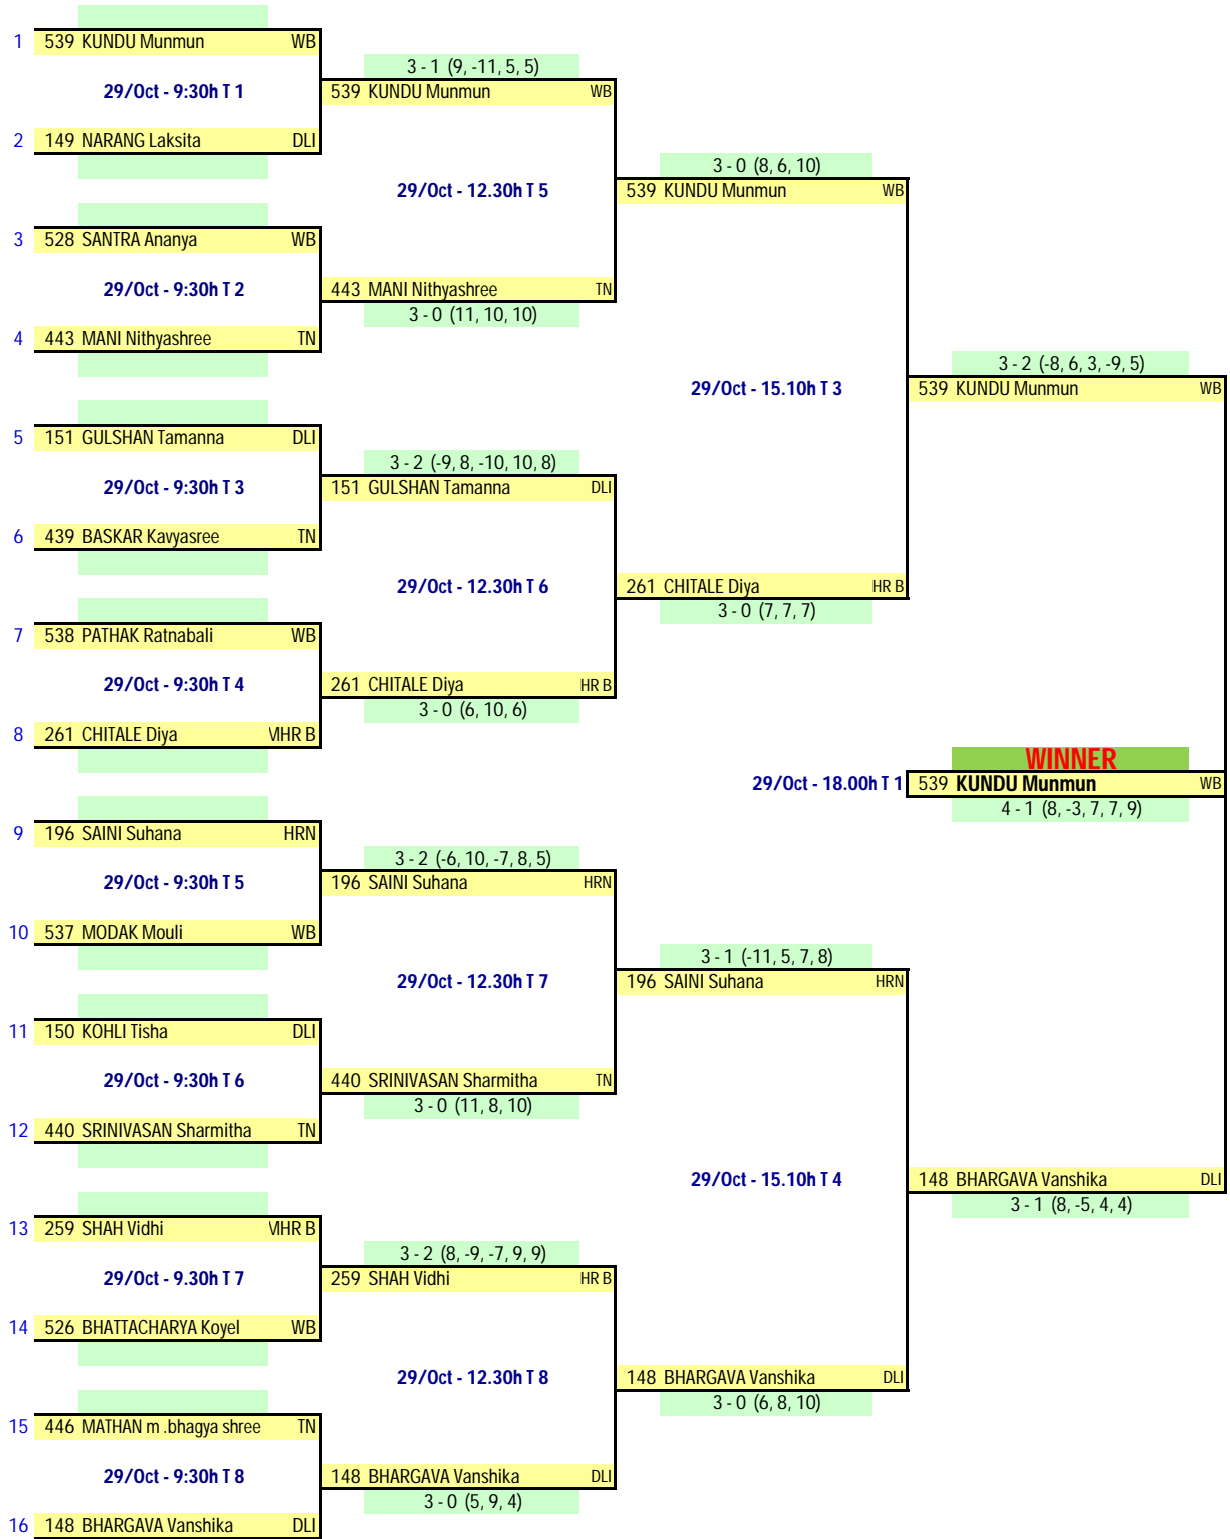 1 539 KUNDU Munmun WB
3 - 1 (9, -11, 5, 5)
29/Oct - 9:30h T 1
539 KUNDU Munmun WB
2 149 NARANG Laksita DLI
3 - 0 (8, 6, 10)
29/Oct - 12.30h T 5
539 KUNDU Munmun WB
3 528 SANTRA Ananya WB
29/Oct - 9:30h T 2
443 MANI Nithyashree TN
3 - 0 (11, 10, 10)
4 443 MANI Nithyashree TN
3 - 2 (-8, 6, 3, -9, 5)
29/Oct - 15.10h T 3
539 KUNDU Munmun WB
5 151 GULSHAN Tamanna DLI
3 - 2 (-9, 8, -10, 10, 8)
29/Oct - 9:30h T 3
151 GULSHAN Tamanna DLI
6 439 BASKAR Kavyasree TN
29/Oct - 12.30h T 6
261 CHITALE Diya HR B
3 - 0 (7, 7, 7)
7 538 PATHAK Ratnabali WB
29/Oct - 9:30h T 4
261 CHITALE Diya HR B
3 - 0 (6, 10, 6)
8 261 CHITALE Diya MHR B
WINNER
29/Oct - 18.00h T 1
539 KUNDU Munmun WB
4 - 1 (8, -3, 7, 7, 9)
9 196 SAINI Suhana HRN
3 - 2 (-6, 10, -7, 8, 5)
29/Oct - 9:30h T 5
196 SAINI Suhana HRN
10 537 MODAK Mouli WB
3 - 1 (-11, 5, 7, 8)
29/Oct - 12.30h T 7
196 SAINI Suhana HRN
11 150 KOHLI Tisha DLI
29/Oct - 9:30h T 6
440 SRINIVASAN Sharmitha TN
3 - 0 (11, 8, 10)
12 440 SRINIVASAN Sharmitha TN
29/Oct - 15.10h T 4
148 BHARGAVA Vanshika DLI
3 - 1 (8, -5, 4, 4)
13 259 SHAH Vidhi MHR B
3 - 2 (8, -9, -7, 9, 9)
29/Oct - 9.30h T 7
259 SHAH Vidhi HR B
14 526 BHATTACHARYA Koyel WB
29/Oct - 12.30h T 8
148 BHARGAVA Vanshika DLI
3 - 0 (6, 8, 10)
15 446 MATHAN m .bhagya shree TN
29/Oct - 9:30h T 8
148 BHARGAVA Vanshika DLI
3 - 0 (5, 9, 4)
16 148 BHARGAVA Vanshika DLI